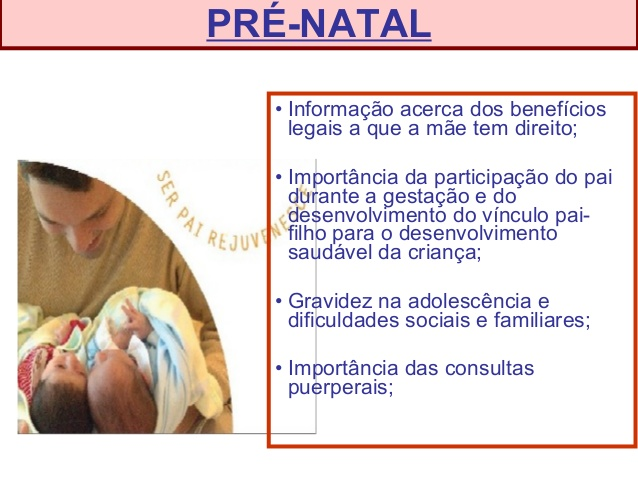 PRÉ-NATAL
• Informação acerca dos benefícios
legais a que a mãe tem direito;
• Importância da participação do pai
durante a gestação e do
desenvolvimento do vínculo pai-
filho para o desenvolvimento
saudável da criança;
• Gravidez na adolescência e
dificuldades sociais e familiares;
• Importância das consultas
puerperais;
SER PAI REJUVENESCE